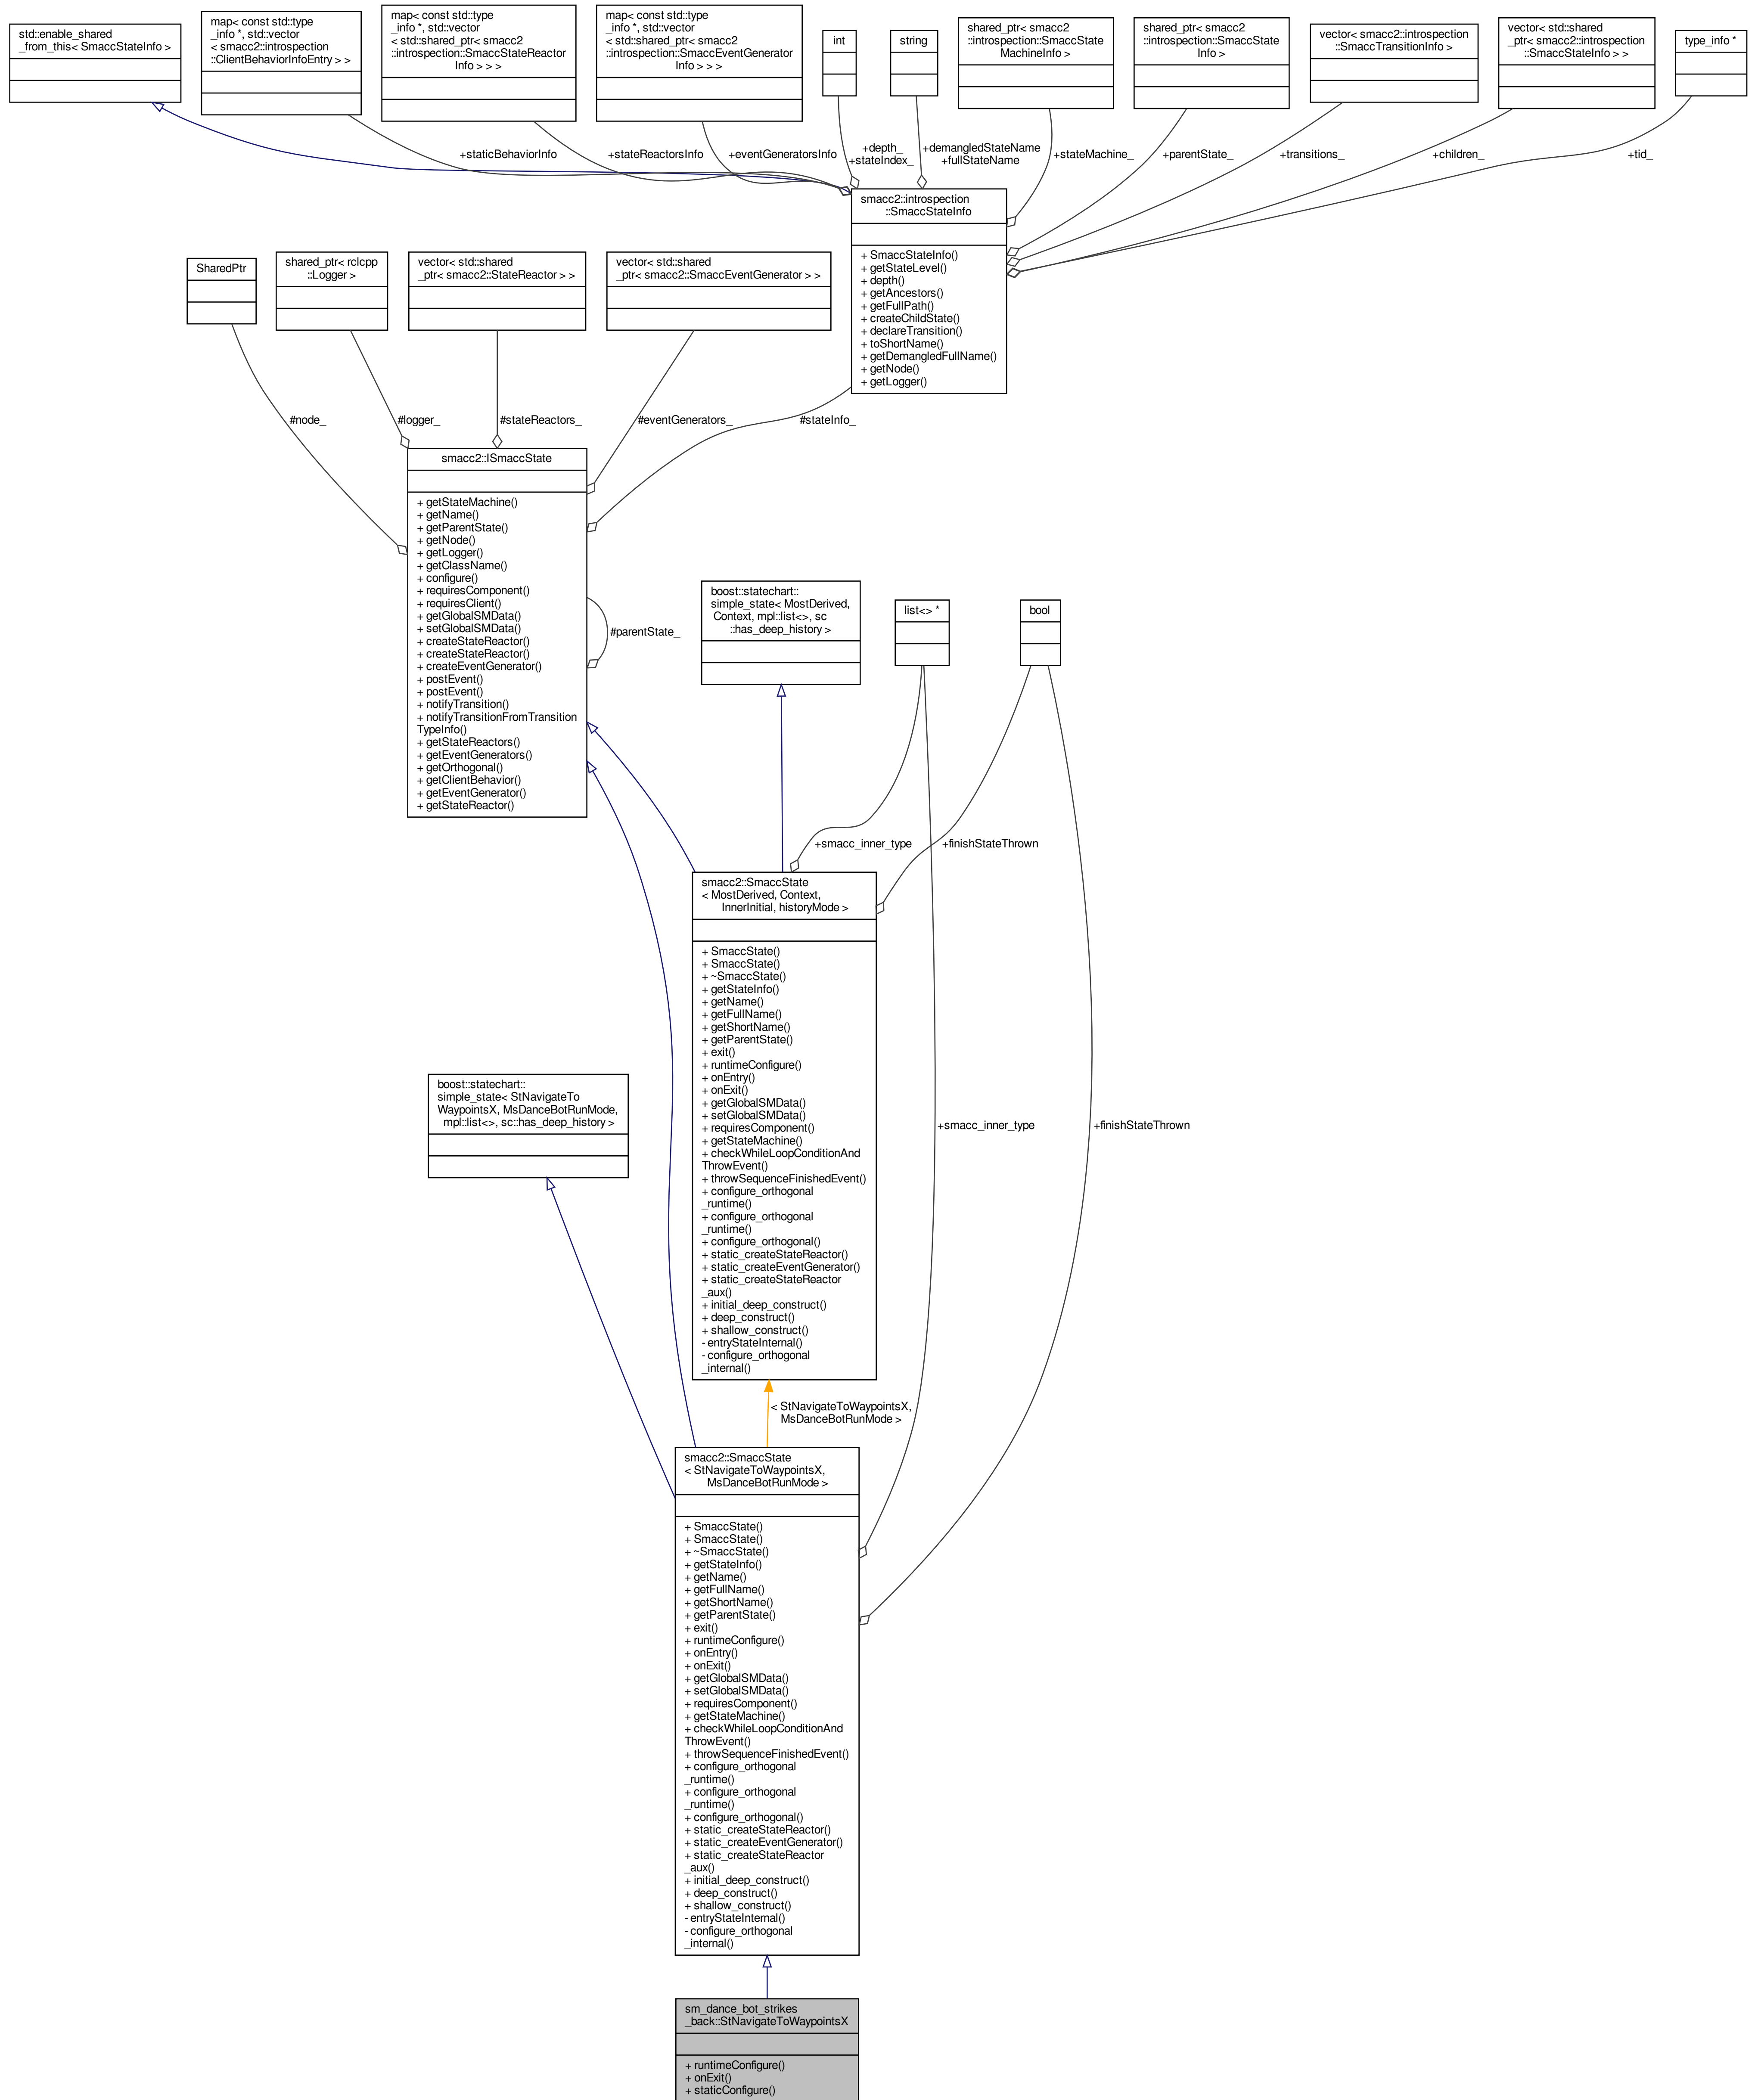 std::enable_shared
_from_this< SmaccStateInfo >
map< const std::type
_info *, std::vector
< smacc2::introspection
::ClientBehaviorInfoEntry > >
map< const std::type
_info *, std::vector
< std::shared_ptr< smacc2
::introspection::SmaccStateReactor
Info > > >
map< const std::type
_info *, std::vector
< std::shared_ptr< smacc2
::introspection::SmaccEventGenerator
Info > > >
int
string
shared_ptr< smacc2
::introspection::SmaccState
MachineInfo >
shared_ptr< smacc2
::introspection::SmaccState
Info >
vector< smacc2::introspection
::SmaccTransitionInfo >
vector< std::shared
_ptr< smacc2::introspection
::SmaccStateInfo > >
type_info *
+staticBehaviorInfo
+stateReactorsInfo
+eventGeneratorsInfo
+depth_
+stateIndex_
+demangledStateName
+fullStateName
+stateMachine_
+parentState_
+transitions_
+children_
+tid_
smacc2::introspection
::SmaccStateInfo
+ SmaccStateInfo()
+ getStateLevel()
+ depth()
+ getAncestors()
+ getFullPath()
+ createChildState()
+ declareTransition()
+ toShortName()
+ getDemangledFullName()
+ getNode()
+ getLogger()
SharedPtr
shared_ptr< rclcpp
::Logger >
vector< std::shared
_ptr< smacc2::StateReactor > >
vector< std::shared
_ptr< smacc2::SmaccEventGenerator > >
#node_
#logger_
#stateReactors_
#eventGenerators_
#stateInfo_
smacc2::ISmaccState
+ getStateMachine()
+ getName()
+ getParentState()
+ getNode()
+ getLogger()
+ getClassName()
+ configure()
+ requiresComponent()
+ requiresClient()
+ getGlobalSMData()
+ setGlobalSMData()
+ createStateReactor()
+ createStateReactor()
+ createEventGenerator()
+ postEvent()
+ postEvent()
+ notifyTransition()
+ notifyTransitionFromTransition
TypeInfo()
+ getStateReactors()
+ getEventGenerators()
+ getOrthogonal()
+ getClientBehavior()
+ getEventGenerator()
+ getStateReactor()
#parentState_
boost::statechart::
simple_state< MostDerived,
Context, mpl::list<>, sc
::has_deep_history >
list<> *
bool
+smacc_inner_type
+finishStateThrown
smacc2::SmaccState
< MostDerived, Context,
InnerInitial, historyMode >
+ SmaccState()
+ SmaccState()
+ ~SmaccState()
+ getStateInfo()
+ getName()
+ getFullName()
+ getShortName()
+ getParentState()
+ exit()
+ runtimeConfigure()
+ onEntry()
+ onExit()
+ getGlobalSMData()
+ setGlobalSMData()
+ requiresComponent()
+ getStateMachine()
+ checkWhileLoopConditionAnd
ThrowEvent()
+ throwSequenceFinishedEvent()
+ configure_orthogonal
_runtime()
+ configure_orthogonal
_runtime()
+ configure_orthogonal()
+ static_createStateReactor()
+ static_createEventGenerator()
+ static_createStateReactor
_aux()
+ initial_deep_construct()
+ deep_construct()
+ shallow_construct()
- entryStateInternal()
- configure_orthogonal
_internal()
boost::statechart::
simple_state< StNavigateTo
WaypointsX, MsDanceBotRunMode,
mpl::list<>, sc::has_deep_history >
+smacc_inner_type
+finishStateThrown
< StNavigateToWaypointsX,
MsDanceBotRunMode >
smacc2::SmaccState
< StNavigateToWaypointsX,
MsDanceBotRunMode >
+ SmaccState()
+ SmaccState()
+ ~SmaccState()
+ getStateInfo()
+ getName()
+ getFullName()
+ getShortName()
+ getParentState()
+ exit()
+ runtimeConfigure()
+ onEntry()
+ onExit()
+ getGlobalSMData()
+ setGlobalSMData()
+ requiresComponent()
+ getStateMachine()
+ checkWhileLoopConditionAnd
ThrowEvent()
+ throwSequenceFinishedEvent()
+ configure_orthogonal
_runtime()
+ configure_orthogonal
_runtime()
+ configure_orthogonal()
+ static_createStateReactor()
+ static_createEventGenerator()
+ static_createStateReactor
_aux()
+ initial_deep_construct()
+ deep_construct()
+ shallow_construct()
- entryStateInternal()
- configure_orthogonal
_internal()
sm_dance_bot_strikes
_back::StNavigateToWaypointsX
+ runtimeConfigure()
+ onExit()
+ staticConfigure()